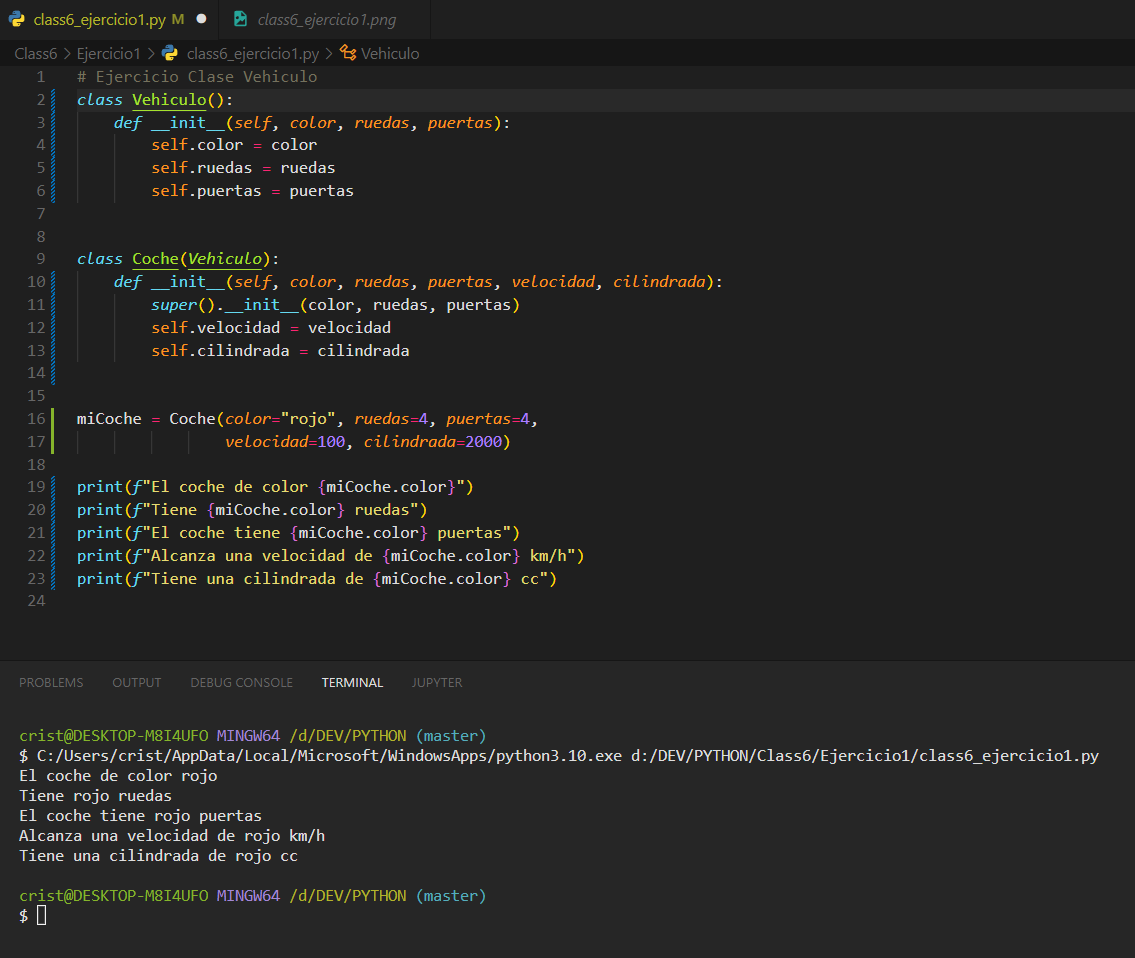 class6_ejercicio1.py M
class6_ejercicio1.png
Class6 > Ejercicio1 > class6_ejercicio1.py > Vehiculo
1 # Ejercicio Clase Vehiculo
2 class Vehiculo():
3     def __init__(self, color, ruedas, puertas):
4         self.color = color
5         self.ruedas = ruedas
6         self.puertas = puertas
7
8
9 class Coche(Vehiculo):
10     def __init__(self, color, ruedas, puertas, velocidad, cilindrada):
11         super().__init__(color, ruedas, puertas)
12         self.velocidad = velocidad
13         self.cilindrada = cilindrada
14
15
16 miCoche = Coche(color="rojo", ruedas=4, puertas=4,
17                 velocidad=100, cilindrada=2000)
18
19 print(f"El coche de color {miCoche.color}")
20 print(f"Tiene {miCoche.color} ruedas")
21 print(f"El coche tiene {miCoche.color} puertas")
22 print(f"Alcanza una velocidad de {miCoche.color} km/h")
23 print(f"Tiene una cilindrada de {miCoche.color} cc")
24
PROBLEMS OUTPUT DEBUG CONSOLE TERMINAL JUPYTER
crist@DESKTOP-M8I4UFO MINGW64 /d/DEV/PYTHON (master)
$ C:/Users/crist/AppData/Local/Microsoft/WindowsApps/python3.10.exe d:/DEV/PYTHON/Class6/Ejercicio1/class6_ejercicio1.py
El coche de color rojo
Tiene rojo ruedas
El coche tiene rojo puertas
Alcanza una velocidad de rojo km/h
Tiene una cilindrada de rojo cc
crist@DESKTOP-M8I4UFO MINGW64 /d/DEV/PYTHON (master)
$